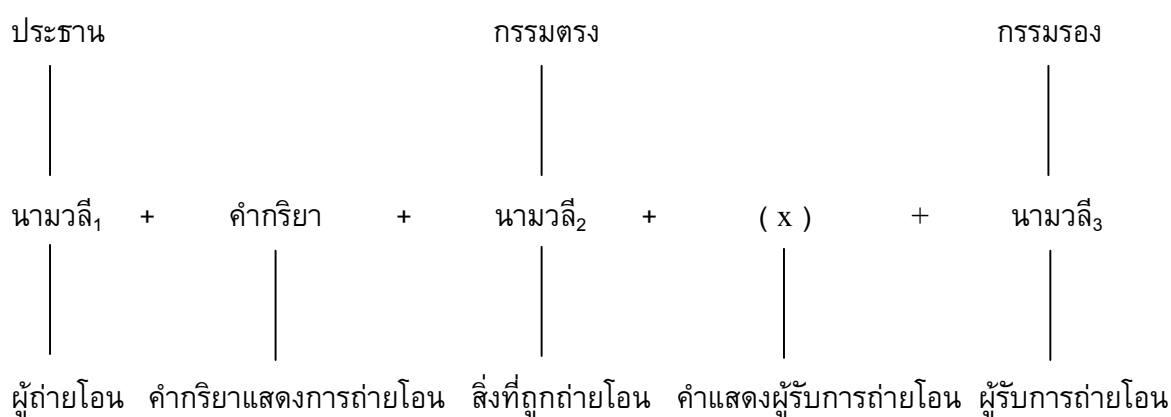 ประธาน กรรมตรง กรรมรอง
นามวลี₁ + คำกริยา + นามวลี₂ + ( x ) + นามวลี₃
ผู้ถ่ายโอน คำกริยาแสดงการถ่ายโอน สิ่งที่ถูกถ่ายโอน คำแสดงผู้รับการถ่ายโอน ผู้รับการถ่ายโอน